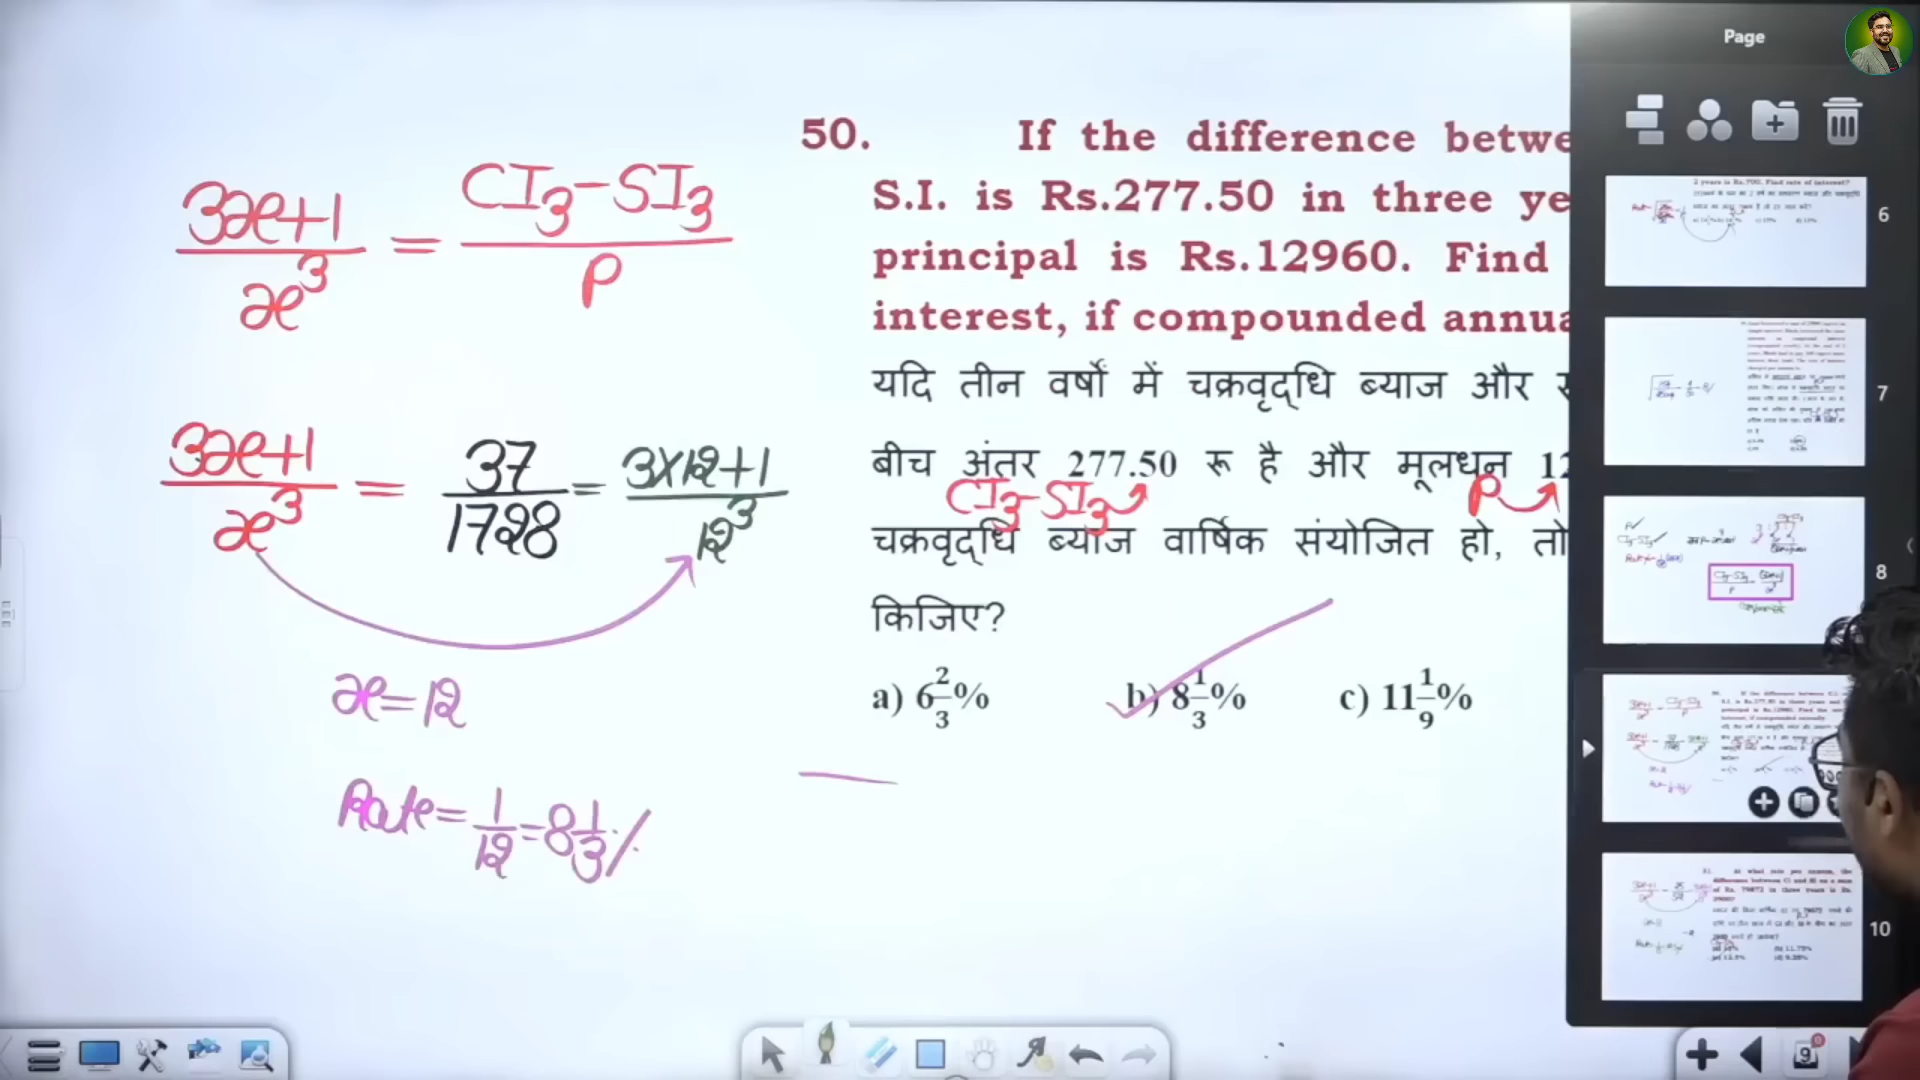 Page
3x+1 / x³ = CI₃-SI₃ / P
3x+1 / x³ = 37 / 1728 = 3×12+1 / 12³
x=12
Rate = 1/12 = 8 1/3 %
50. If the difference betwe
S.I. is Rs.277.50 in three ye
principal is Rs.12960. Find
interest, if compounded annua
यदि तीन वर्षों में चक्रवृद्धि ब्याज और
बीच अंतर 277.50 रू है और मूलधन 12
CI₃-SI₃ P
चक्रवृद्धि ब्याज वार्षिक संयोजित हो, तो
किजिए?
a) 6 2/3 % b) 8 1/3 % c) 11 1/9 %
6
7
8
10
9